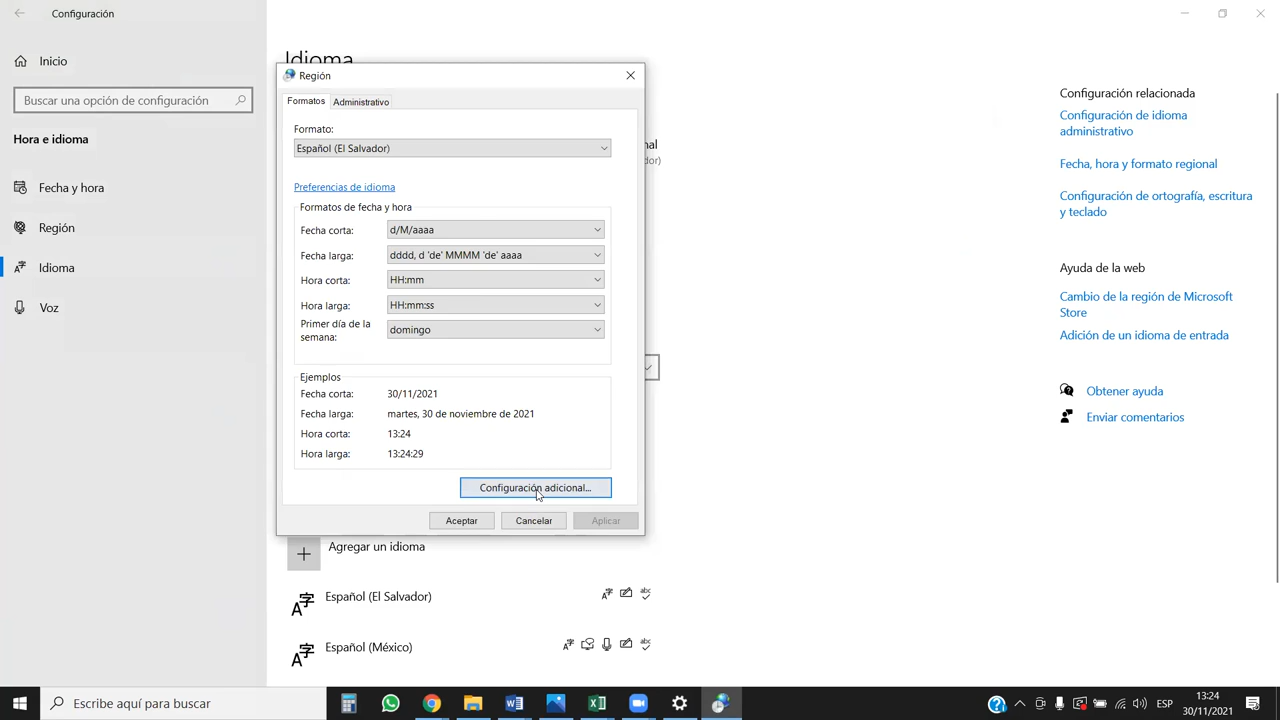 Configuración
Inicio
Buscar una opción de configuración
Hora e idioma
Fecha y hora
Región
Idioma
Voz
Idioma
Región
Formatos
Administrativo
Formato:
Español (El Salvador)
Preferencias de idioma
Formatos de fecha y hora
Fecha corta:
d/M/aaaa
Fecha larga:
dddd, d 'de' MMMM 'de' aaaa
Hora corta:
HH:mm
Hora larga:
HH:mm:ss
Primer día de la
semana:
domingo
Ejemplos
Fecha corta:
30/11/2021
Fecha larga:
martes, 30 de noviembre de 2021
Hora corta:
13:24
Hora larga:
13:24:29
Configuración adicional...
Aceptar
Cancelar
Aplicar
nal
dor)
Agregar un idioma
Español (El Salvador)
Español (México)
Configuración relacionada
Configuración de idioma
administrativo
Fecha, hora y formato regional
Configuración de ortografía, escritura
y teclado
Ayuda de la web
Cambio de la región de Microsoft
Store
Adición de un idioma de entrada
Obtener ayuda
Enviar comentarios
Escribe aquí para buscar
ESP
13:24
30/11/2021